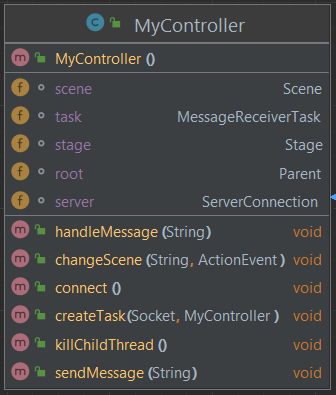 C MyController
m MyController ()
f scene Scene
f task MessageReceiverTask
f stage Stage
f root Parent
f server ServerConnection
m handleMessage (String) void
m changeScene (String, ActionEvent ) void
m connect () void
m createTask(Socket, MyController ) void
m killChildThread() void
m sendMessage (String) void